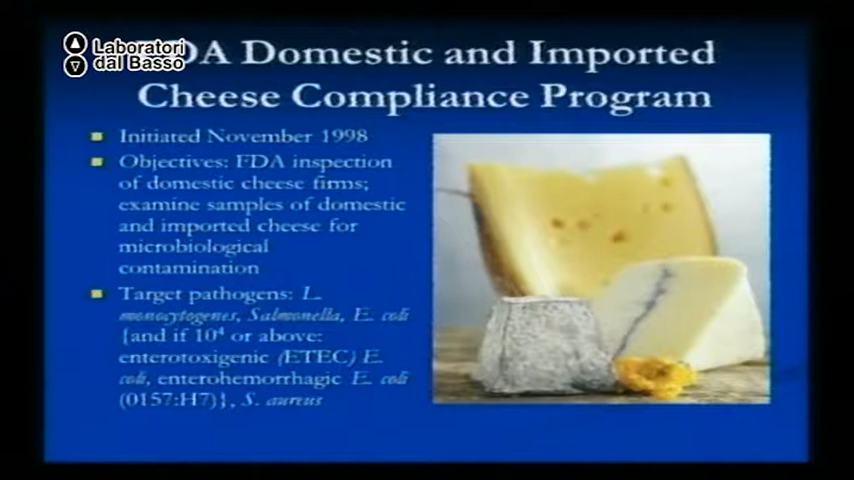 Laboratori
dal Basso
FDA Domestic and Imported
Cheese Compliance Program
Initiated November 1998
Objectives: FDA inspection
of domestic cheese firms;
examine samples of domestic
and imported cheese for
microbiological
contamination
Target pathogens: L.
monocytogenes, Salmonella, E. coli
{and if 10⁴ or above:
enterotoxigenic (ETEC) E.
coli, enterohemorrhagic E. coli
(0157:H7)}, S. aureus